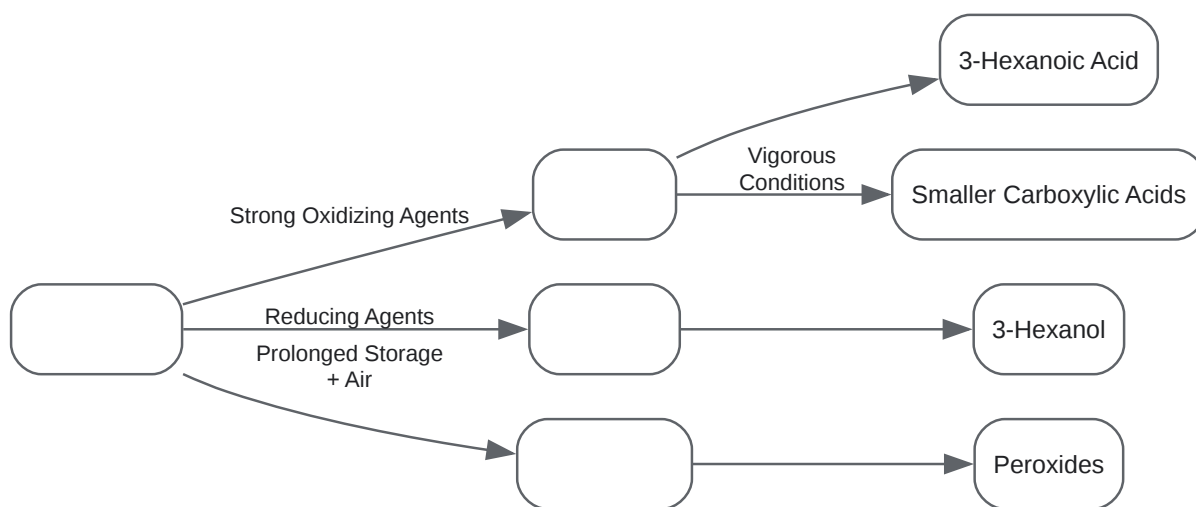 3-Hexanoic Acid
Vigorous
Conditions
Smaller Carboxylic Acids
Strong Oxidizing Agents
Reducing Agents
3-Hexanol
Prolonged Storage
+ Air
Peroxides